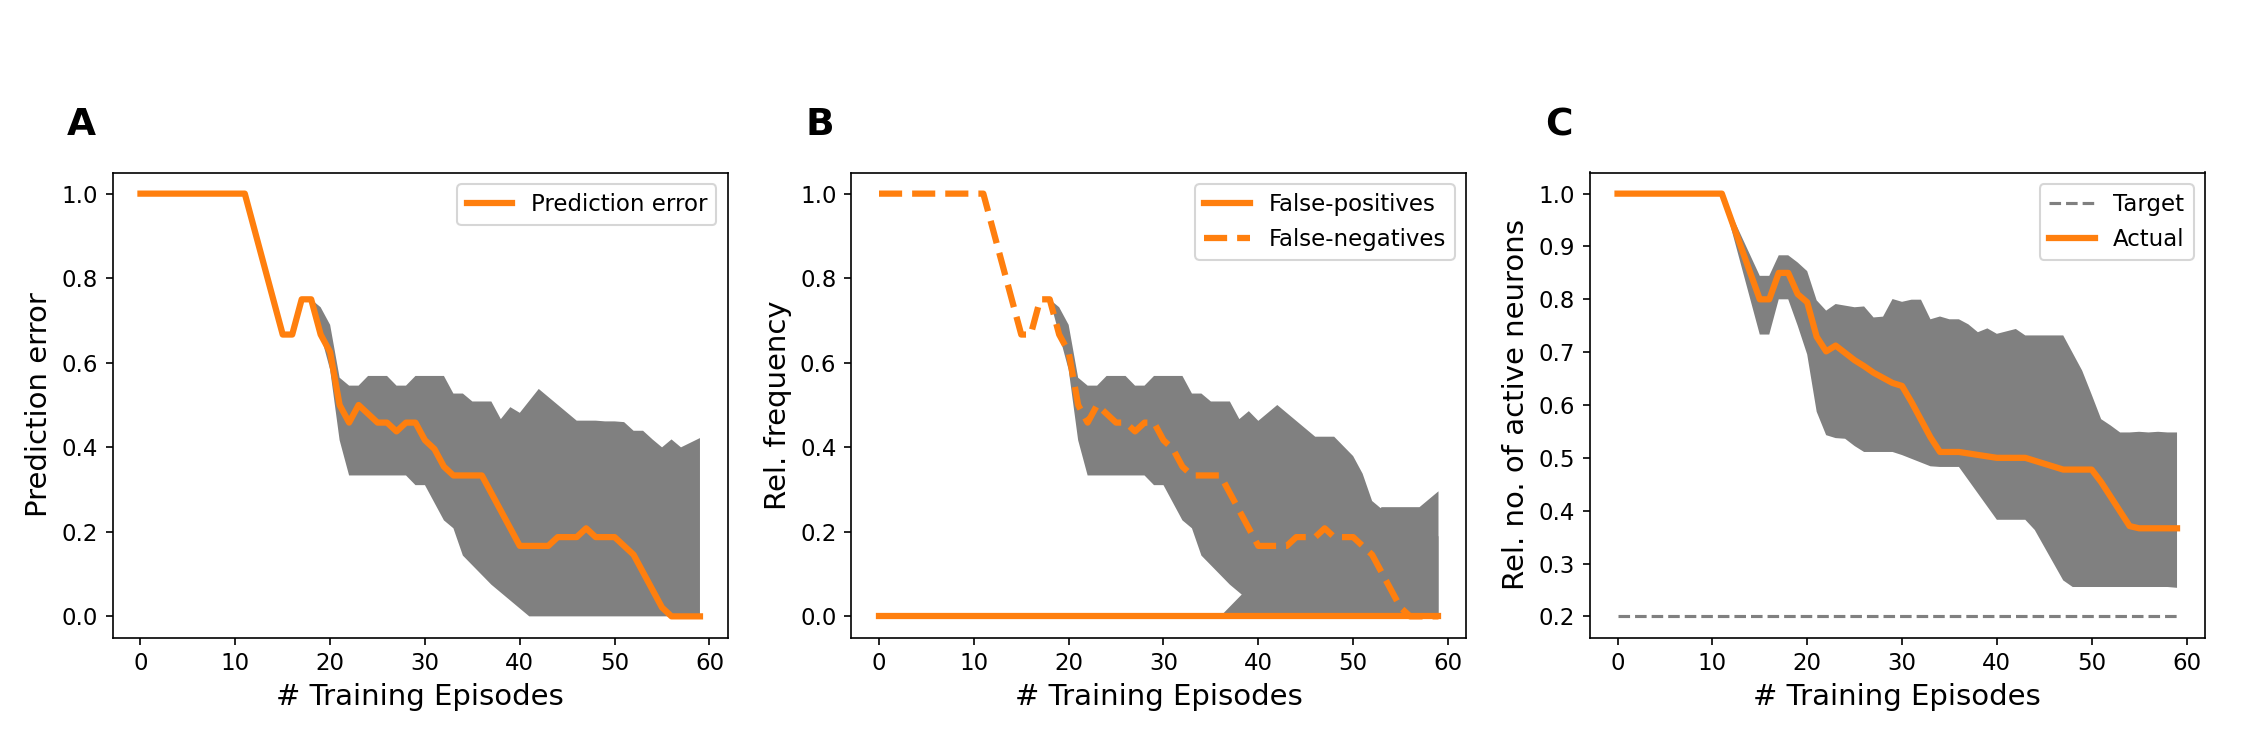 A
B
C
Prediction error
1.0
0.8
0.6
0.4
0.2
0.0
0 10 20 30 40 50 60
# Training Episodes
Prediction error
Rel. frequency
1.0
0.8
0.6
0.4
0.2
0.0
0 10 20 30 40 50 60
# Training Episodes
False-positives
False-negatives
Rel. no. of active neurons
1.0
0.9
0.8
0.7
0.6
0.5
0.4
0.3
0.2
0 10 20 30 40 50 60
# Training Episodes
Target
Actual